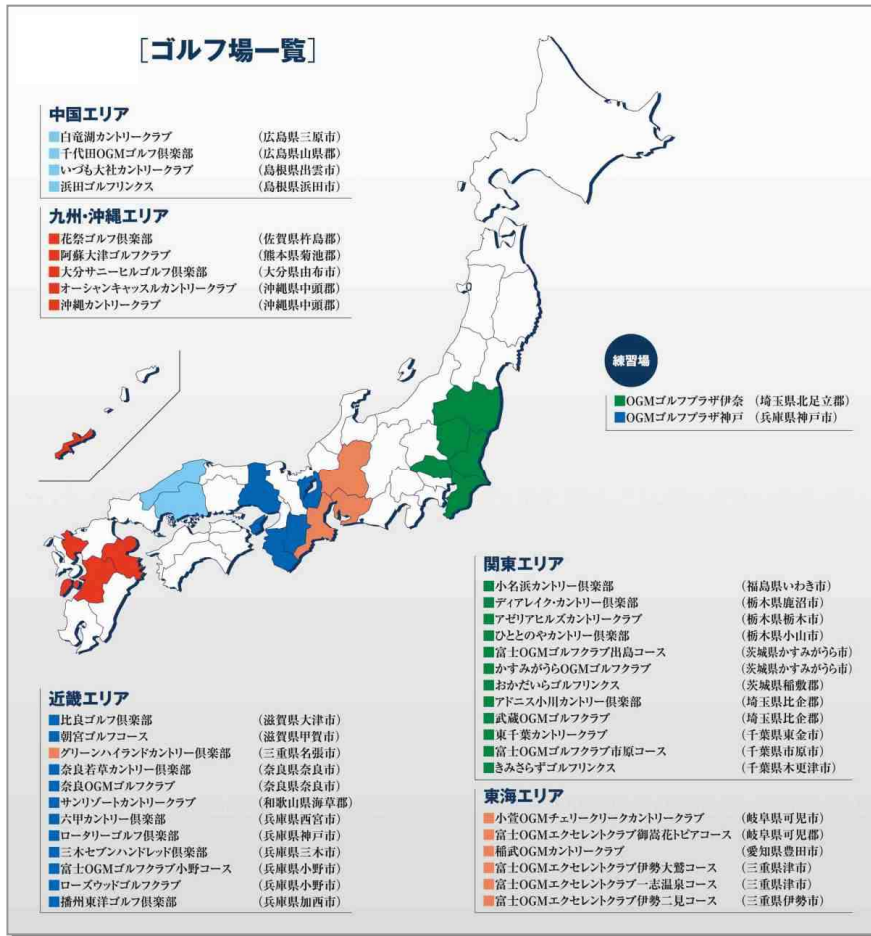 [ゴルフ場一覧]
中国エリア
白竜湖カントリークラブ (広島県三原市)
千代田OGMゴルフ倶楽部 (広島県山県郡)
いづも大社カントリークラブ (島根県出雲市)
浜田ゴルフリンクス (島根県浜田市)
九州・沖縄エリア
花祭ゴルフ倶楽部 (佐賀県杵島郡)
阿蘇大津ゴルフクラブ (熊本県菊池郡)
大分サニーヒルゴルフ倶楽部 (大分県由布市)
オーシャンキャッスルカントリークラブ (沖縄県中頭郡)
沖縄カントリークラブ (沖縄県中頭郡)
練習場
OGMゴルフプラザ伊奈 (埼玉県北足立郡)
OGMゴルフプラザ神戸 (兵庫県神戸市)
関東エリア
小名浜カントリー倶楽部 (福島県いわき市)
ディアレイク・カントリー倶楽部 (栃木県鹿沼市)
アゼリアヒルズカントリークラブ (栃木県栃木市)
ひととのやカントリー倶楽部 (栃木県小山市)
富士OGMゴルフクラブ出島コース (茨城県かすみがうら市)
かすみがうらOGMゴルフクラブ (茨城県かすみがうら市)
おかだいらゴルフリンクス (茨城県稲敷郡)
アドニス小川カントリー倶楽部 (埼玉県比企郡)
武蔵OGMゴルフクラブ (埼玉県比企郡)
東千葉カントリークラブ (千葉県東金市)
富士OGMゴルフクラブ市原コース (千葉県市原市)
きみさらずゴルフリンクス (千葉県木更津市)
近畿エリア
比良ゴルフ倶楽部 (滋賀県大津市)
朝宮ゴルフコース (滋賀県甲賀市)
グリーンハイランドカントリー倶楽部 (三重県名張市)
奈良若草カントリー倶楽部 (奈良県奈良市)
奈良OGMゴルフクラブ (奈良県奈良市)
サンリゾートカントリークラブ (和歌山県海草郡)
六甲カントリー倶楽部 (兵庫県西宮市)
ロータリーゴルフ倶楽部 (兵庫県神戸市)
三木セブンハンドレッド倶楽部 (兵庫県三木市)
富士OGMゴルフクラブ小野コース (兵庫県小野市)
ローズウッドゴルフクラブ (兵庫県小野市)
播州東洋ゴルフ倶楽部 (兵庫県加西市)
東海エリア
小萱OGMチェリークリークカントリークラブ (岐阜県可児市)
富士OGMエクセレントクラブ御嵩花トピアコース (岐阜県可児郡)
稲武OGMカントリークラブ (愛知県豊田市)
富士OGMエクセレントクラブ伊勢大鷲コース (三重県津市)
富士OGMエクセレントクラブ一志温泉コース (三重県津市)
富士OGMエクセレントクラブ伊勢二見コース (三重県伊勢市)